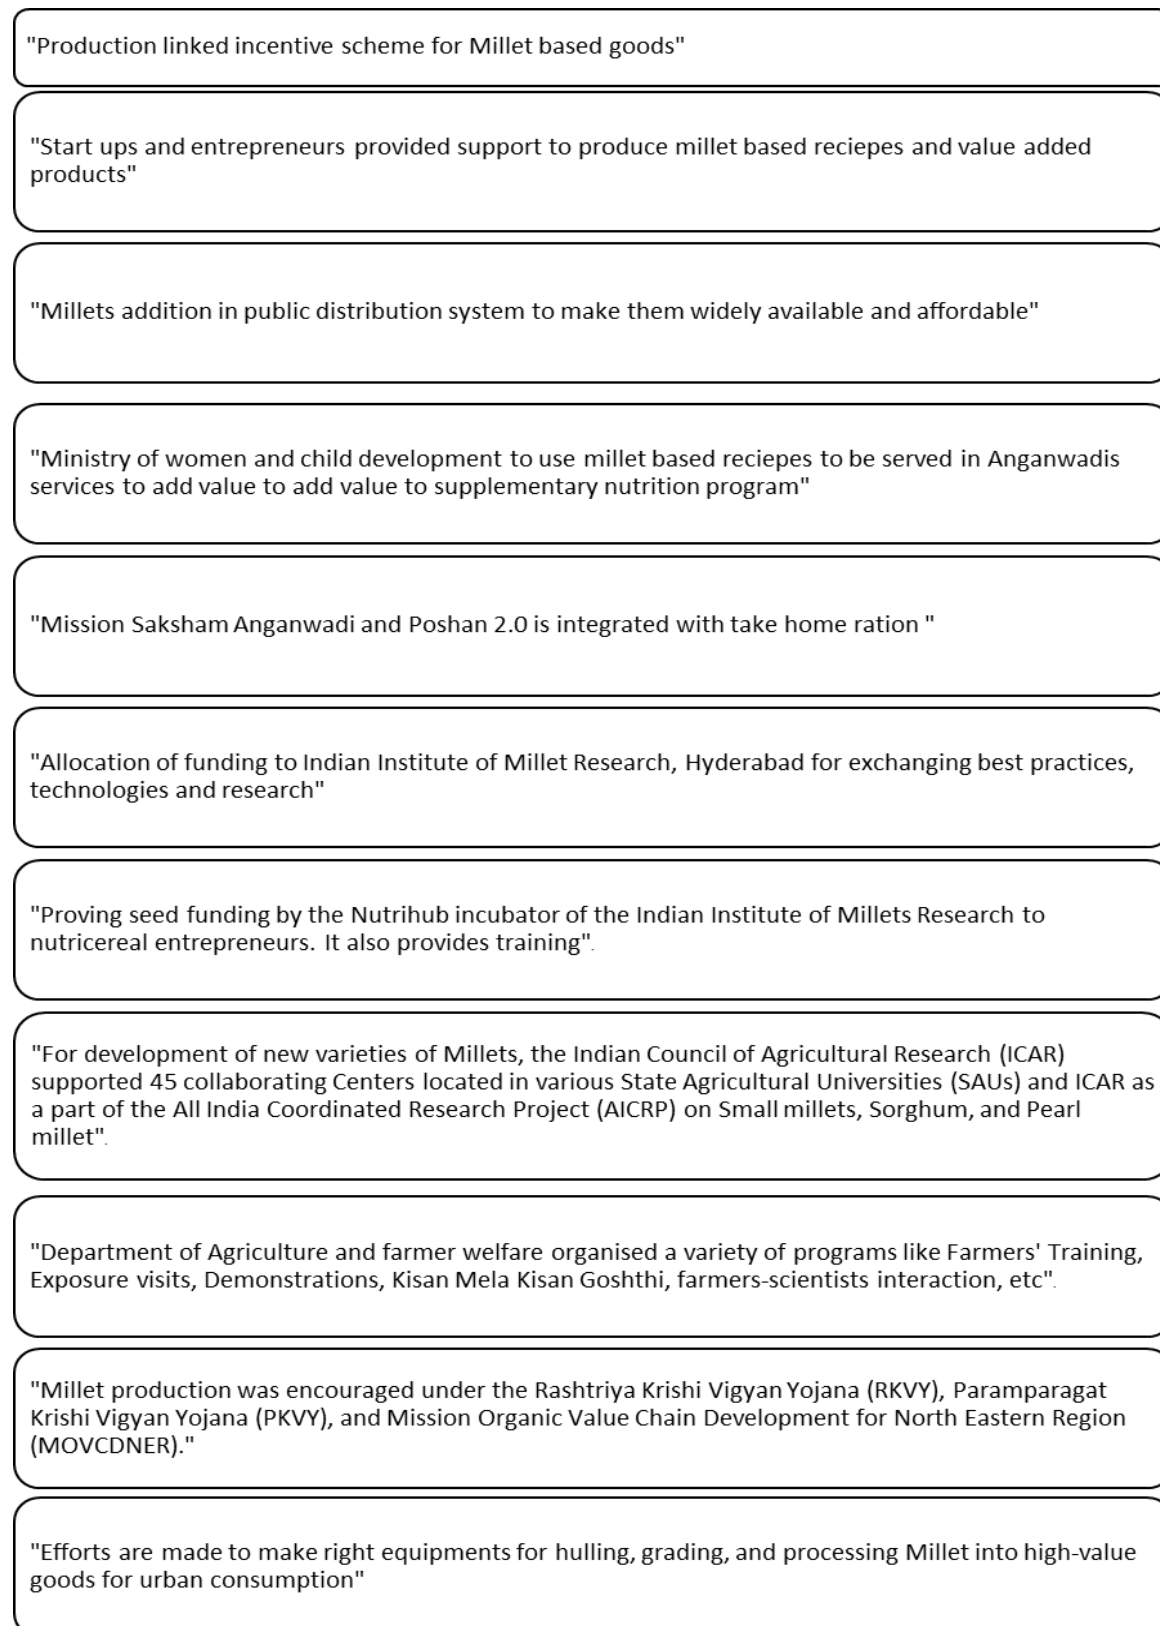 "Production linked incentive scheme for Millet based goods"
"Start ups and entrepreneurs provided support to produce millet based reciepes and value added
products"
"Millets addition in public distribution system to make them widely available and affordable"
"Ministry of women and child development to use millet based reciepes to be served in Anganwadis
services to add value to add value to supplementary nutrition program"
"Mission Saksham Anganwadi and Poshan 2.0 is integrated with take home ration "
"Allocation of funding to Indian Institute of Millet Research, Hyderabad for exchanging best practices,
technologies and research"
"Proving seed funding by the Nutrihub incubator of the Indian Institute of Millets Research to
nutricereal entrepreneurs. It also provides training".
"For development of new varieties of Millets, the Indian Council of Agricultural Research (ICAR)
supported 45 collaborating Centers located in various State Agricultural Universities (SAUs) and ICAR as
a part of the All India Coordinated Research Project (AICRP) on Small millets, Sorghum, and Pearl
millet".
"Department of Agriculture and farmer welfare organised a variety of programs like Farmers' Training,
Exposure visits, Demonstrations, Kisan Mela Kisan Goshthi, farmers-scientists interaction, etc".
"Millet production was encouraged under the Rashtriya Krishi Vigyan Yojana (RKVY), Paramparagat
Krishi Vigyan Yojana (PKVY), and Mission Organic Value Chain Development for North Eastern Region
(MOVCDNER)."
"Efforts are made to make right equipments for hulling, grading, and processing Millet into high-value
goods for urban consumption"